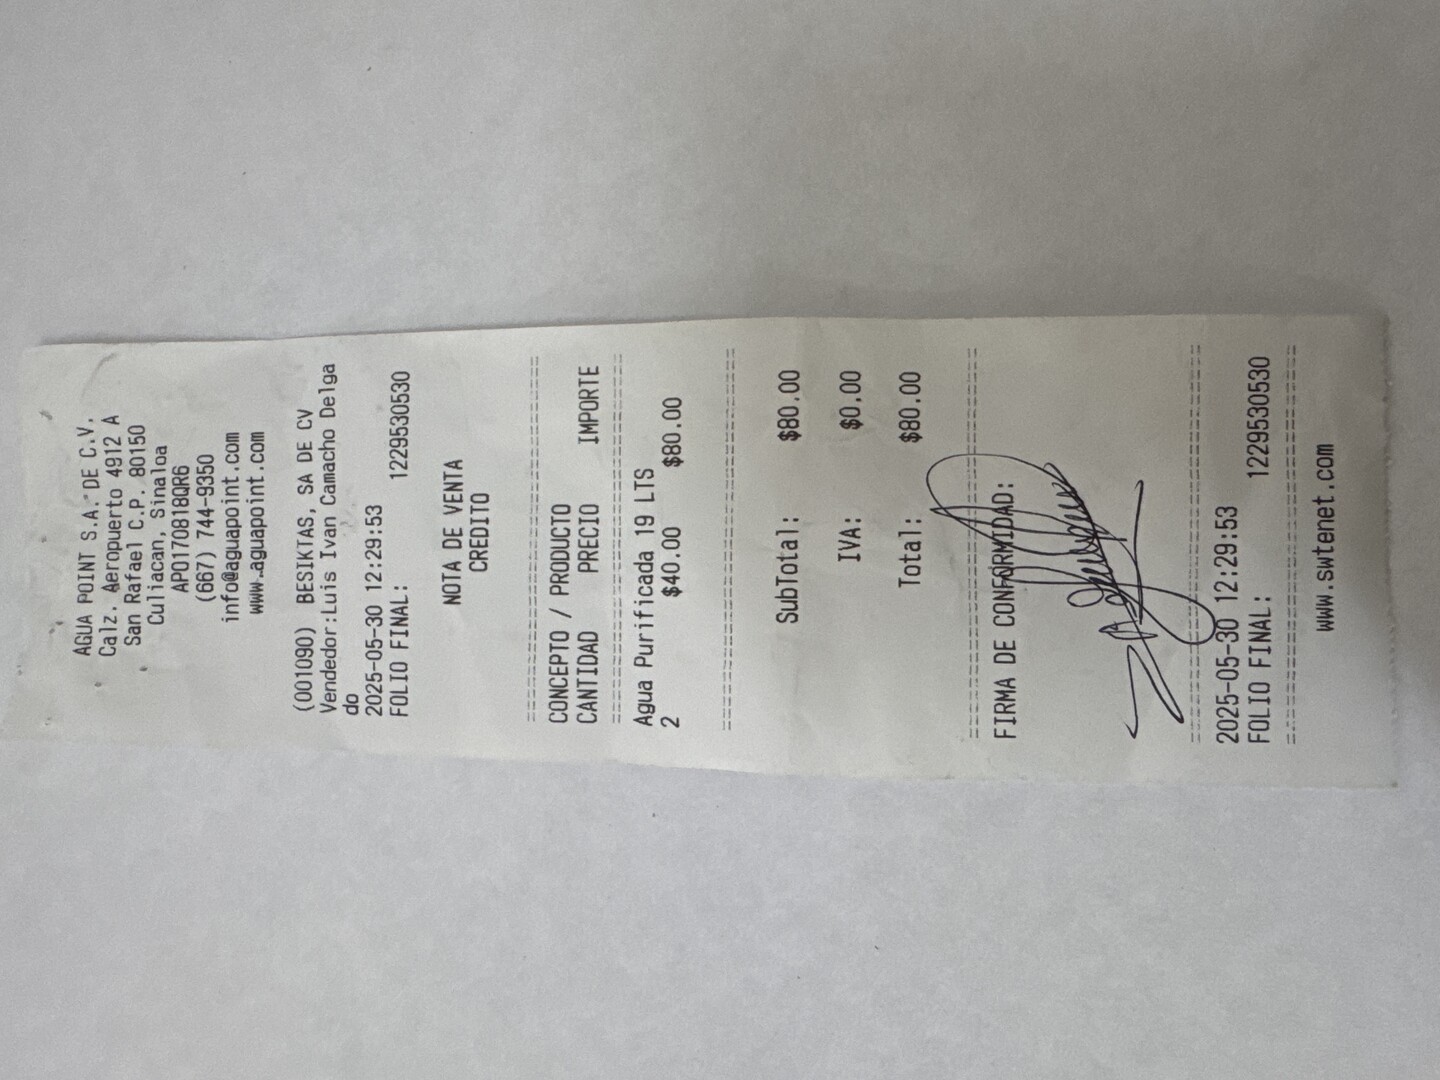 AGUA POINT S.A. DE C.V.
Calz. Aeropuerto 4912 A
San Rafael C.P. 80150
Culiacan, Sinaloa
APO170818QR6
(667) 744-9350
info@aguapoint.com
www.aguapoint.com
(001090) BESIKTAS, SA DE CV
Vendedor:Luis Ivan Camacho Delga
do
2025-05-30 12:29:53
FOLIO FINAL: 1229530530
NOTA DE VENTA
CREDITO
CONCEPTO / PRODUCTO
CANTIDAD PRECIO IMPORTE
Agua Purificada 19 LTS
2 $40.00 $80.00
SubTotal: $80.00
IVA: $0.00
Total: $80.00
FIRMA DE CONFORMIDAD:
2025-05-30 12:29:53
FOLIO FINAL: 1229530530
www.swtenet.com